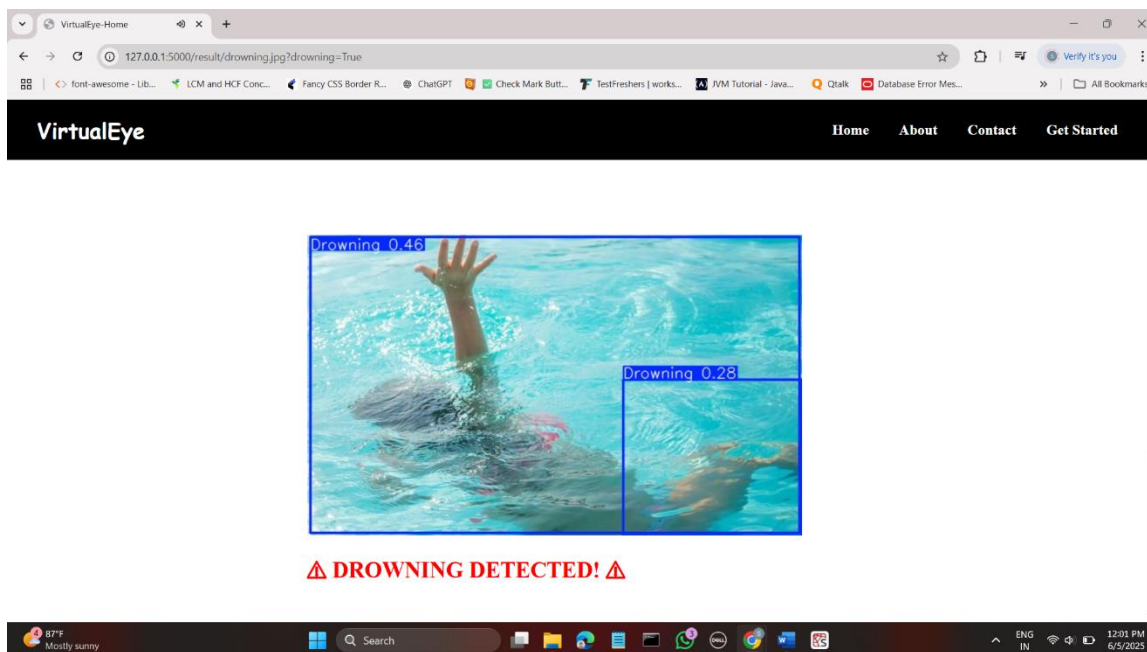 VirtualEye-Home
127.0.0.1:5000/result/drowning.jpg?drowning=True
Verify it's you
font-awesome - Lib... LCM and HCF Conc... Fancy CSS Border R... ChatGPT Check Mark Butt... TestFreshers | works... JVM Tutorial - Java... Qtalk Database Error Mes... » All Bookmarks
VirtualEye Home About Contact Get Started
Drowning 0.46
Drowning 0.28
⚠ DROWNING DETECTED! ⚠
4 87°F Search 3 DELL ENG 12:01 PM
Mostly sunny IN 6/5/2025